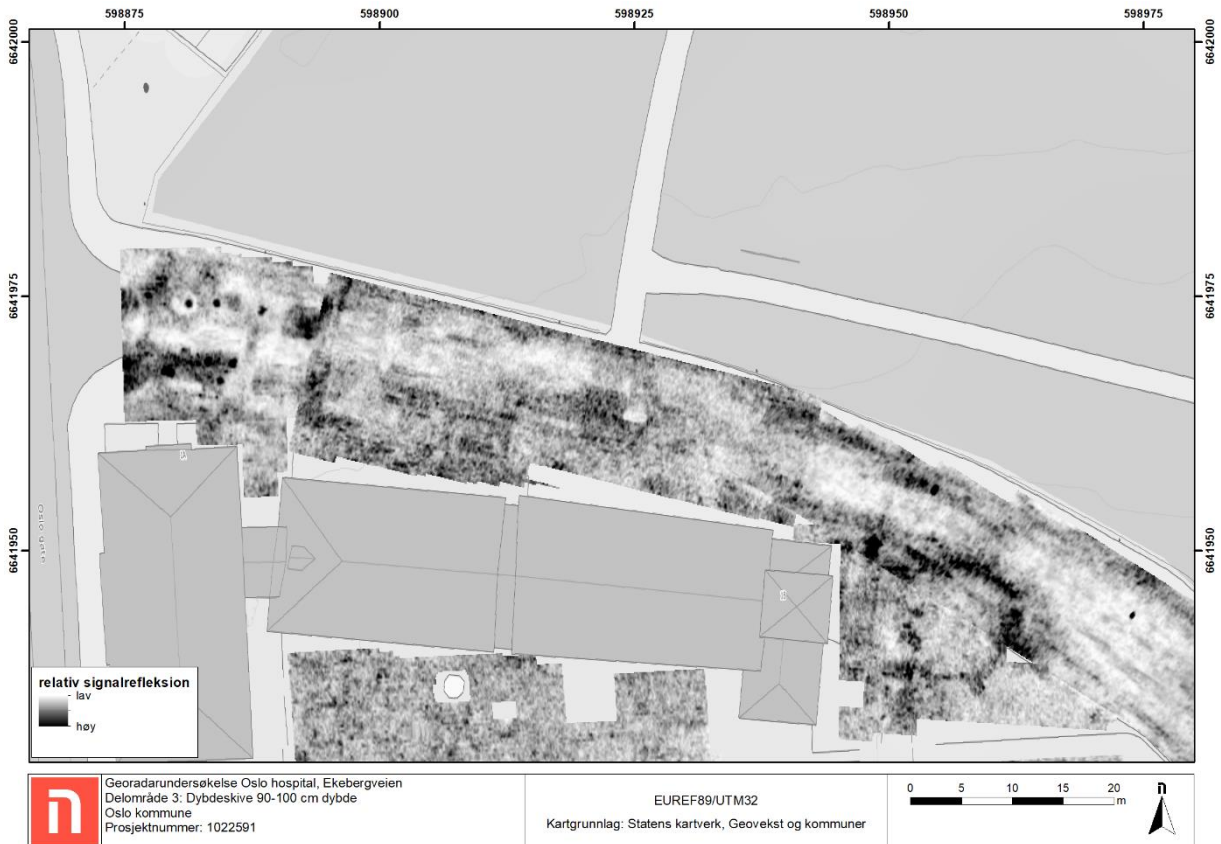 598875 598900 598925 598950 598975
6642000 6642000
6641975 6641975
6641950 6641950
Oslo gate
relativ signalrefleksion
lav
høy
Georadarundersøkelse Oslo hospital, Ekebergveien
Delområde 3: Dybdeskive 90-100 cm dybde
Oslo kommune
Prosjektnummer: 1022591
EUREF89/UTM32
Kartgrunnlag: Statens kartverk, Geovekst og kommuner
0 5 10 15 20
m
n